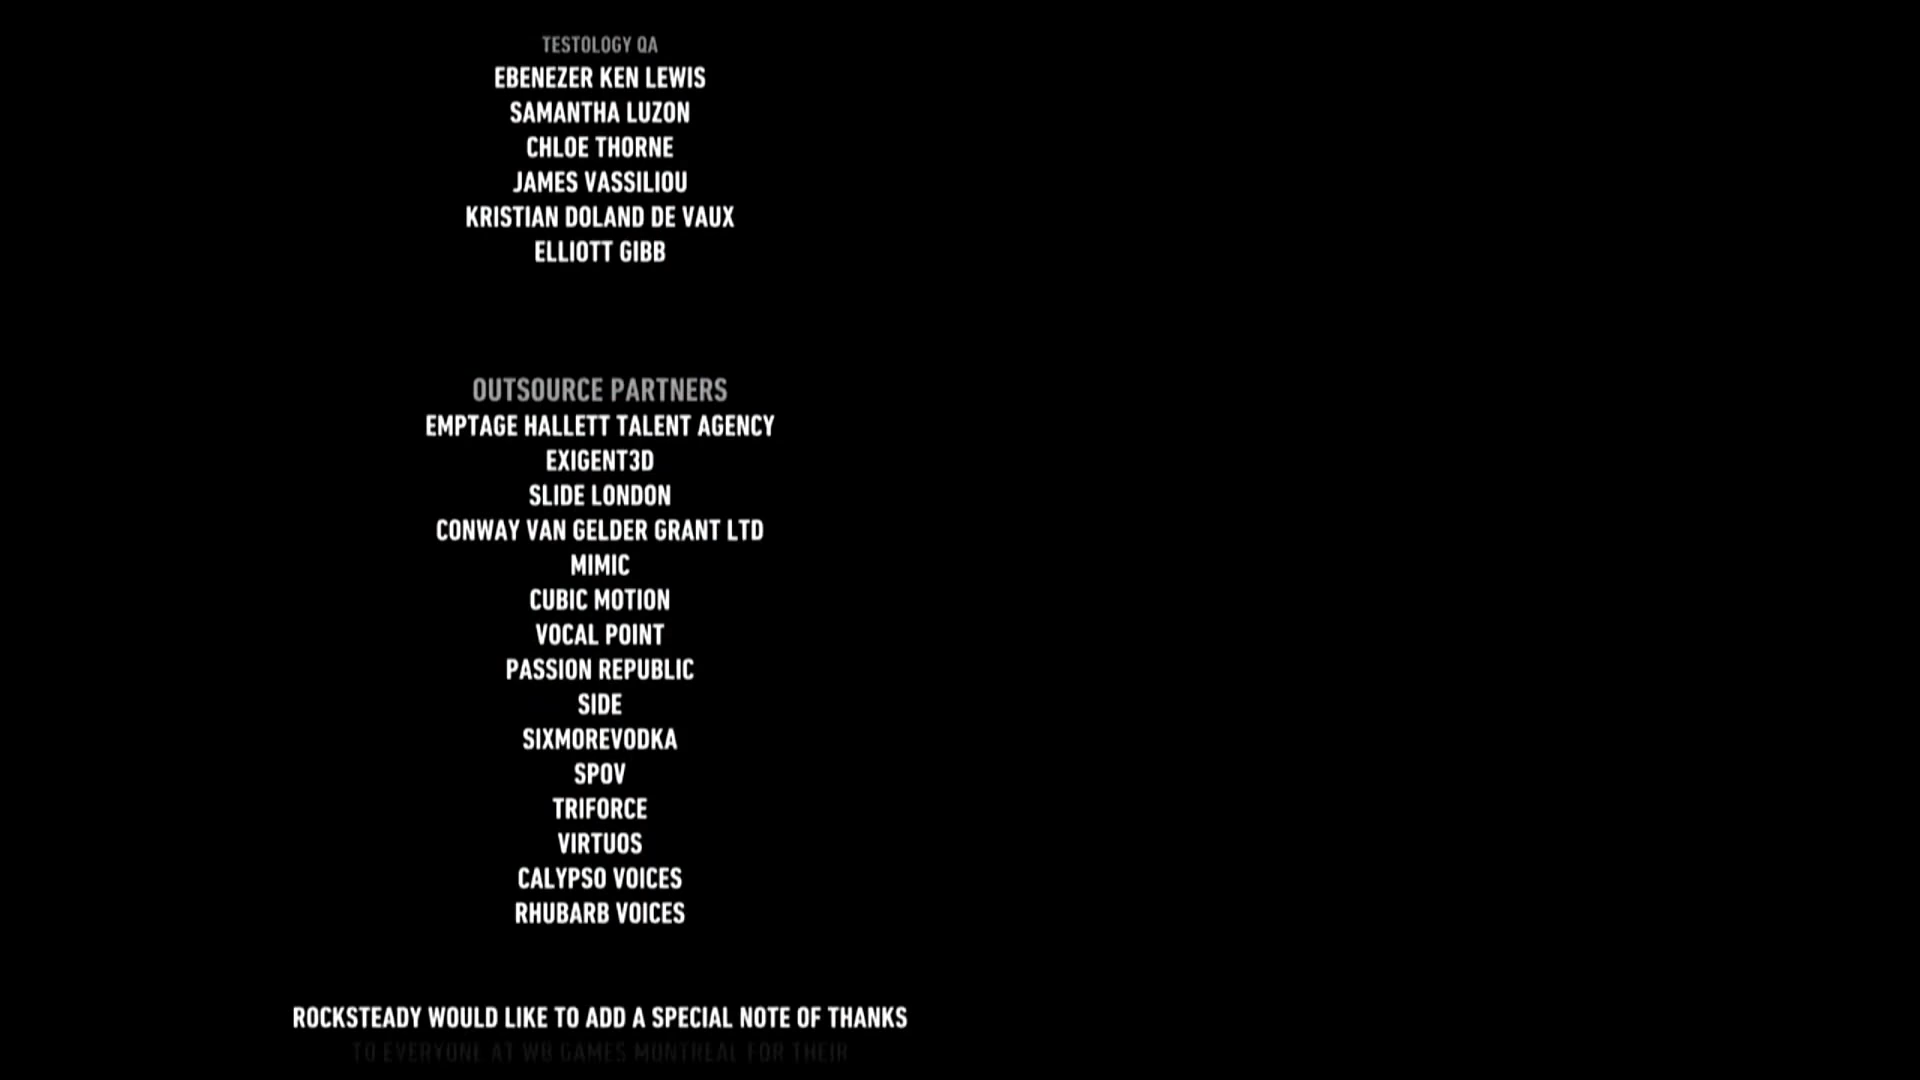 TESTOLOGY QA
EBENEZER KEN LEWIS
SAMANTHA LUZON
CHLOE THORNE
JAMES VASSILIOU
KRISTIAN DOLAND DE VAUX
ELLIOTT GIBB
OUTSOURCE PARTNERS
EMPTAGE HALLETT TALENT AGENCY
EXIGENT3D
SLIDE LONDON
CONWAY VAN GELDER GRANT LTD
MIMIC
CUBIC MOTION
VOCAL POINT
PASSION REPUBLIC
SIDE
SIXMOREVODKA
SPOV
TRIFORCE
VIRTUOS
CALYPSO VOICES
RHUBARB VOICES
ROCKSTEADY WOULD LIKE TO ADD A SPECIAL NOTE OF THANKS
TO EVERYONE AT WB GAMES MONTREAL FOR THEIR